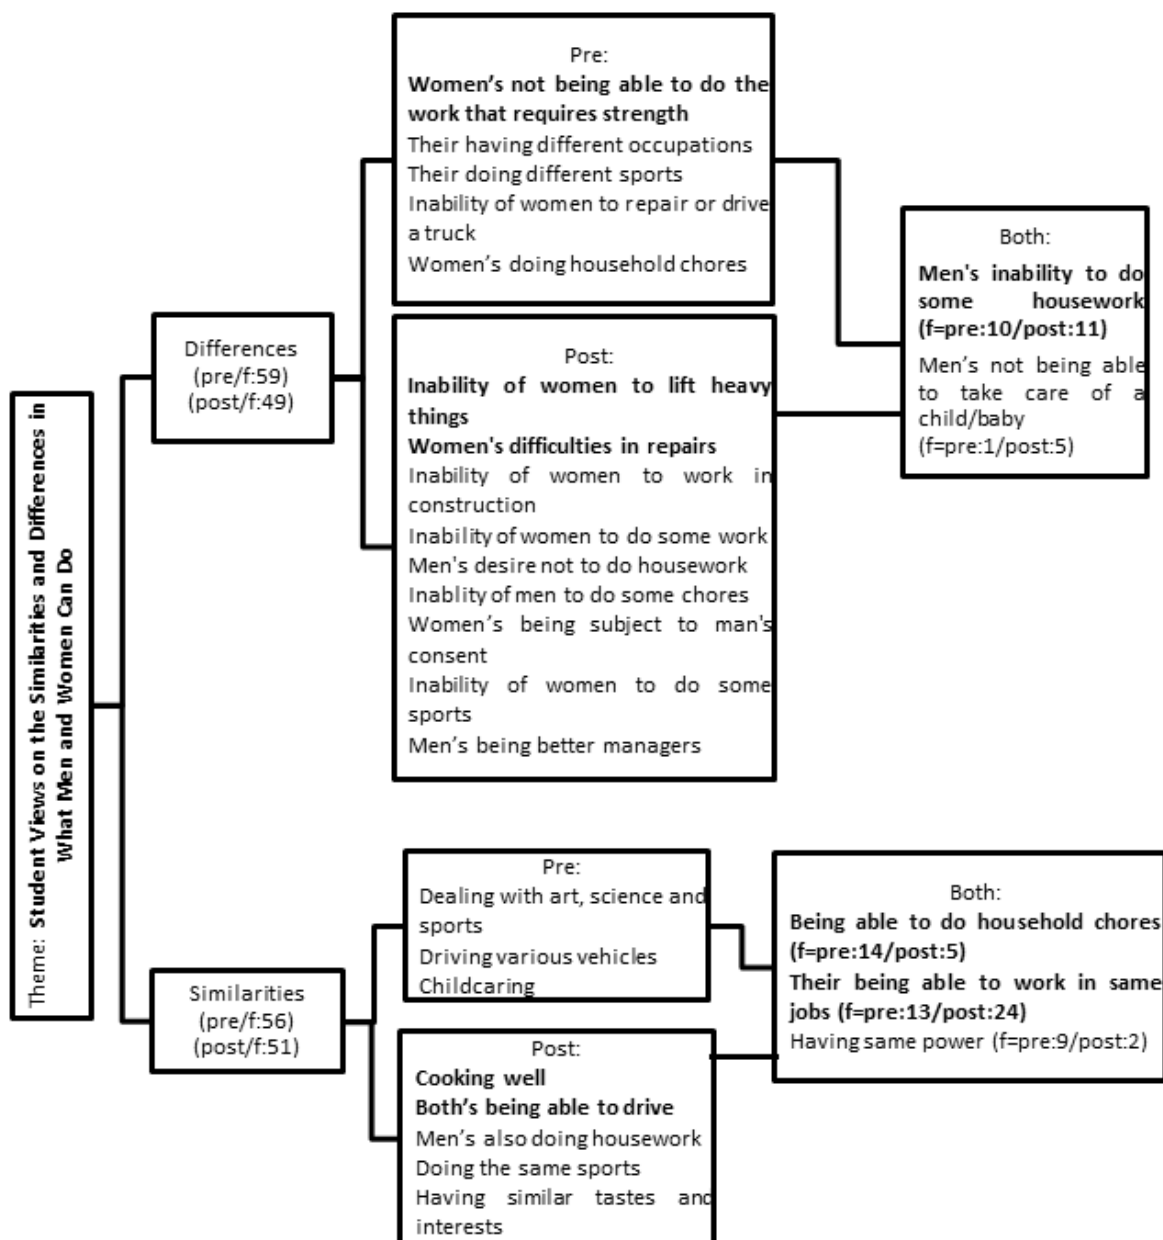 Theme: Student Views on the Similarities and Differences in
What Men and Women Can Do
Differences
(pre/f:59)
(post/f:49)
Pre:
Women’s not being able to do the
work that requires strength
Their having different occupations
Their doing different sports
Inability of women to repair or drive
a truck
Women’s doing household chores
Post:
Inability of women to lift heavy
things
Women's difficulties in repairs
Inability of women to work in
construction
Inability of women to do some work
Men's desire not to do housework
Inablity of men to do some chores
Women’s being subject to man's
consent
Inability of women to do some
sports
Men’s being better managers
Both:
Men's inability to do
some housework
(f=pre:10/post:11)
Men’s not being able
to take care of a
child/baby
(f=pre:1/post:5)
Similarities
(pre/f:56)
(post/f:51)
Pre:
Dealing with art, science and
sports
Driving various vehicles
Childcaring
Post:
Cooking well
Both’s being able to drive
Men’s also doing housework
Doing the same sports
Having similar tastes and
interests
Both:
Being able to do household chores
(f=pre:14/post:5)
Their being able to work in same
jobs (f=pre:13/post:24)
Having same power (f=pre:9/post:2)